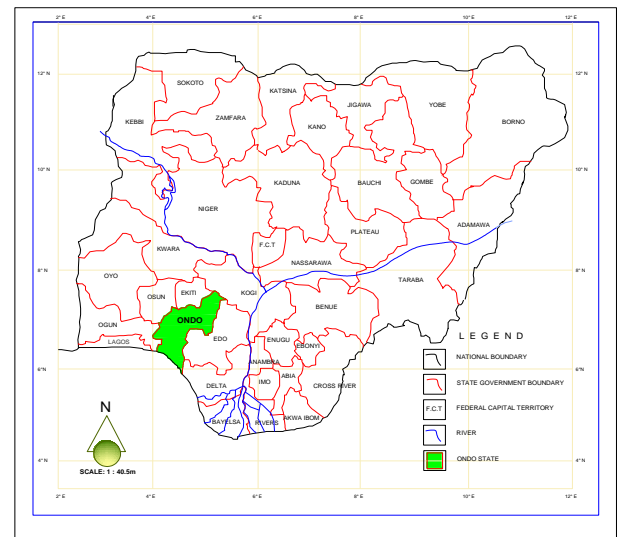 2° E 4° E 6° E 8° E 10° E 12° E
12° N 12° N
SOKOTO
KATSINA
JIGAWA
YOBE
KEBBI
ZAMFARA
KANO
BORNO
10° N 10° N
KADUNA
BAUCHI
GOMBE
NIGER
ADAMAWA
PLATEAU
KWARA
F.C.T
NASSARAWA
8° N 8° N
OYO
TARABA
OSUN
EKITI
KOGI
BENUE
ONDO
OGUN
LAGOS
EDO
ENUGU
EBONYI
ANAMBRA
6° N 6° N
IMO
ABIA
DELTA
CROSS RIVER
BAYELSA
RIVERS
AKWA IBOM
L E G E N D
NATIONAL BOUNDARY
STATE GOVERNMENT BOUNDARY
F.C.T FEDERAL CAPITAL TERRITORY
RIVER
ONDO STATE
N
SCALE: 1 : 40.5m
4° N 4° N
2° E 4° E 6° E 8° E 10° E 12° E